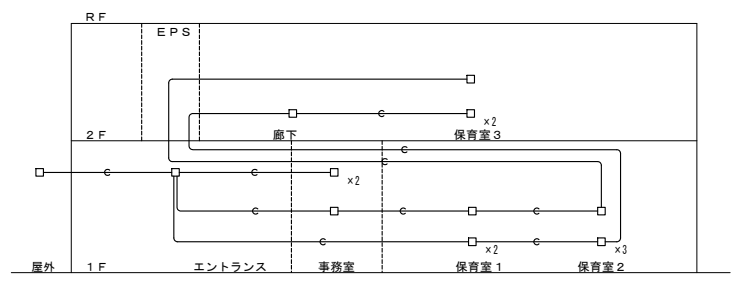 ＲＦ
ＥＰＳ
c
×2
２Ｆ 廊下 保育室３
c
c
c c
×2
c c c
c c
×2 ×3
屋外 １Ｆ エントランス 事務室 保育室１ 保育室２